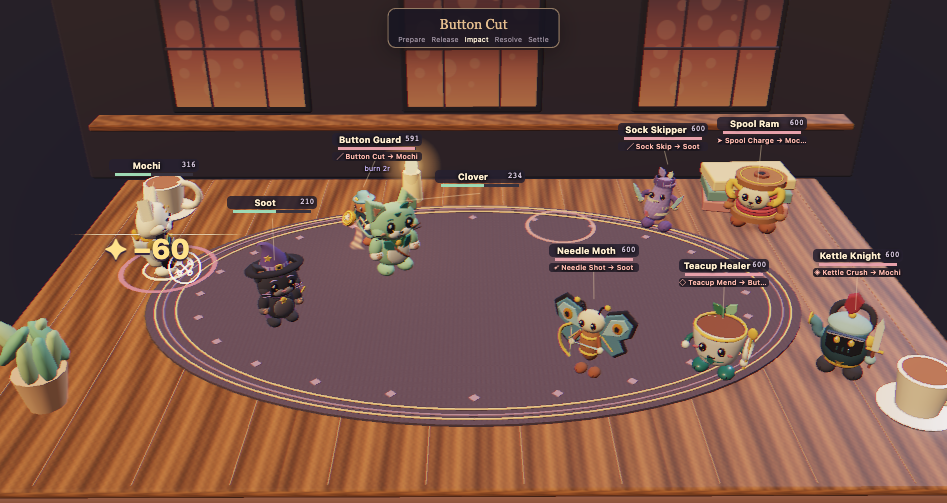 Button Cut
Prepare Release Impact Resolve Settle
Mochi 316
Soot 210
Button Guard 591
Button Cut → Mochi
burn 2r
Clover 234
Sock Skipper 600
Sock Skip → Soot
Spool Ram 600
Spool Charge → Moc...
Needle Moth 600
Needle Shot → Soot
Teacup Healer 600
Teacup Mend → But...
Kettle Knight 600
Kettle Crush → Mochi
-60